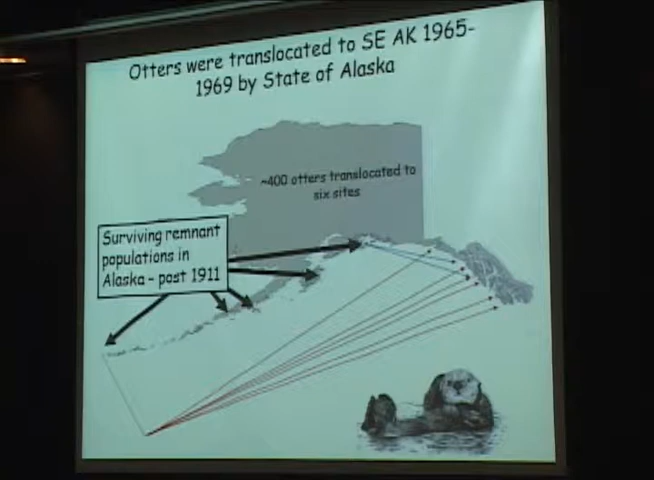 Otters were translocated to SE AK 1965-
1969 by State of Alaska
~400 otters translocated to
six sites
Surviving remnant
populations in
Alaska - post 1911